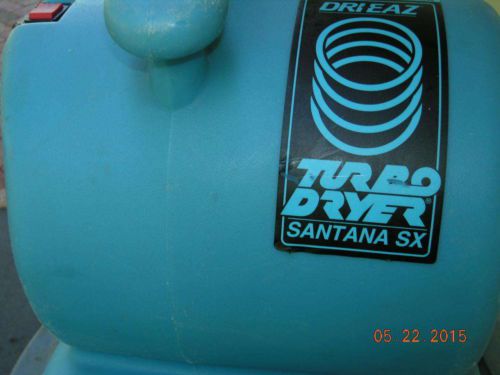 DRI-EAZ
TURBO
DRYER®
SANTANA SX
05.22.2015